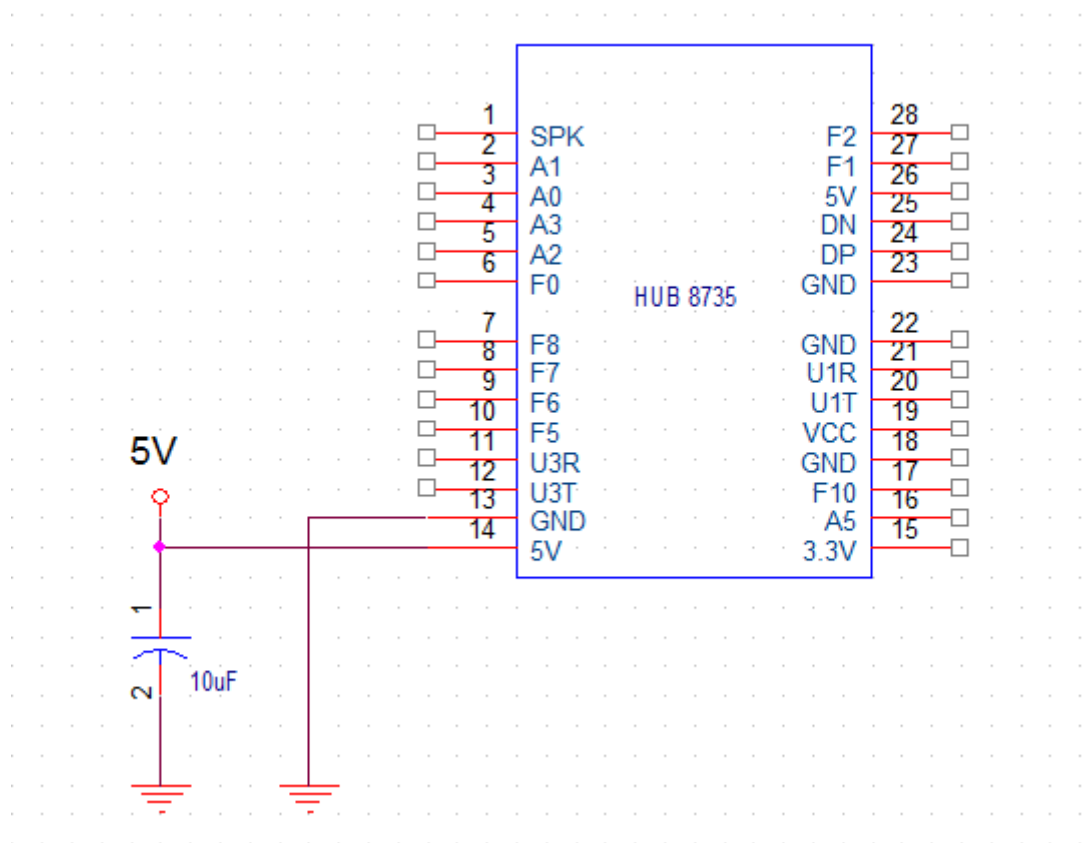 1 SPK F2 28
2 A1 F1 27
3 A0 5V 26
4 A3 DN 25
5 A2 DP 24
6 F0 GND 23
HUB 8735
7 F8 GND 22
8 F7 U1R 21
9 F6 U1T 20
10 F5 VCC 19
11 U3R GND 18
12 U3T F10 17
13 GND A5 16
14 5V 3.3V 15
5V
1
10uF
2